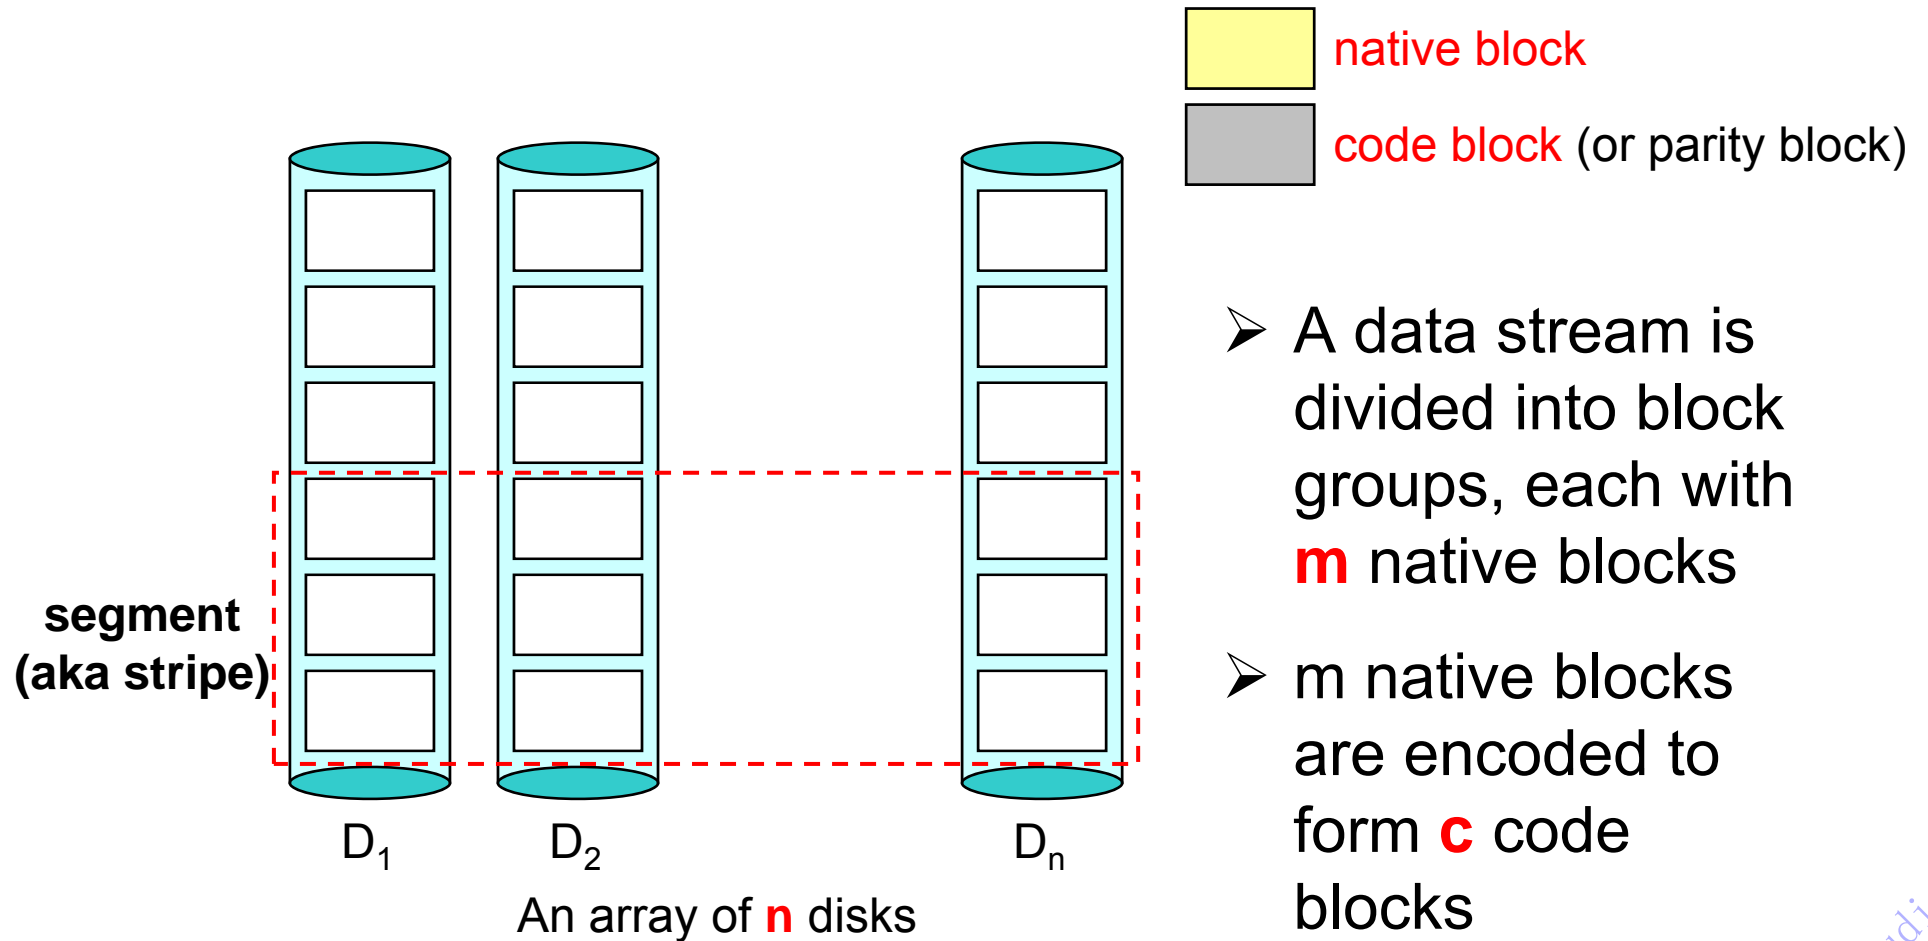 native block
code block (or parity block)
segment
(aka stripe)
D1
D2
Dn
An array of n disks
➢ A data stream is
divided into block
groups, each with
m native blocks
➢ m native blocks
are encoded to
form c code
blocks